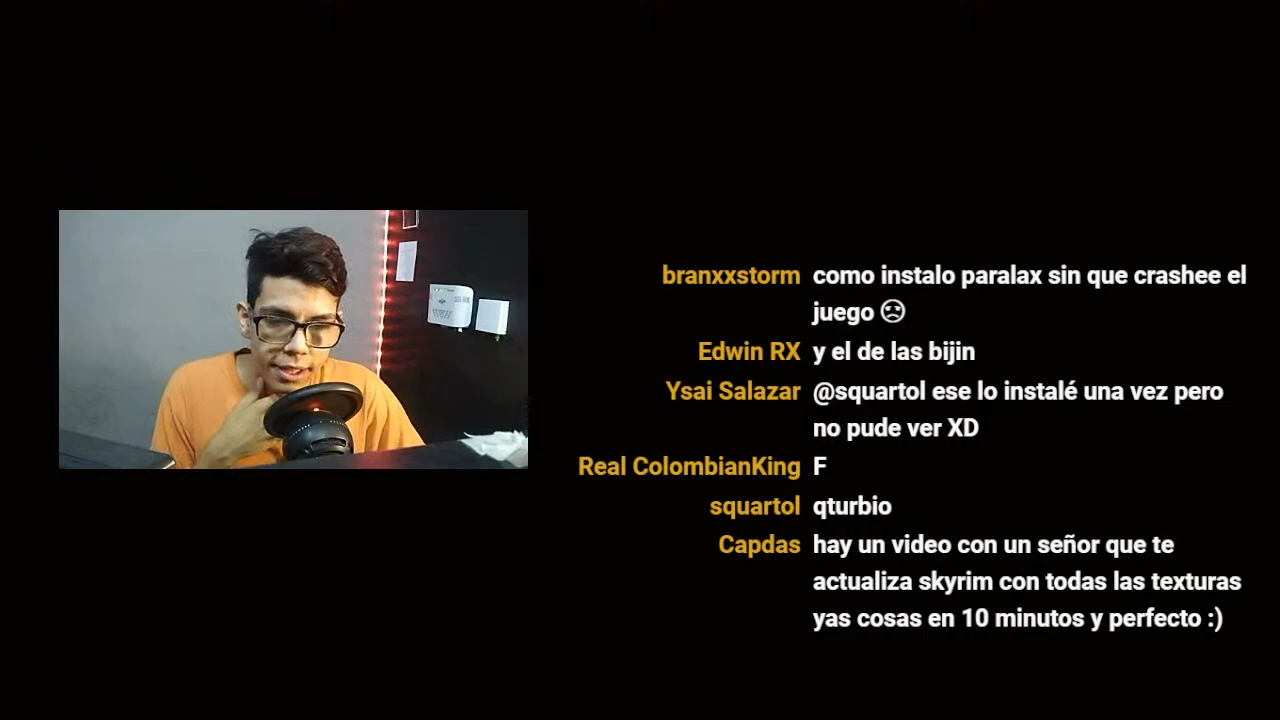 branxxstorm como instalo paralax sin que crashee el
juego 😒
Edwin RX y el de las bijin
Ysai Salazar @squartol ese lo instalé una vez pero
no pude ver XD
Real ColombianKing F
squartol qturbio
Capdas hay un video con un señor que te
actualiza skyrim con todas las texturas
yas cosas en 10 minutos y perfecto :)